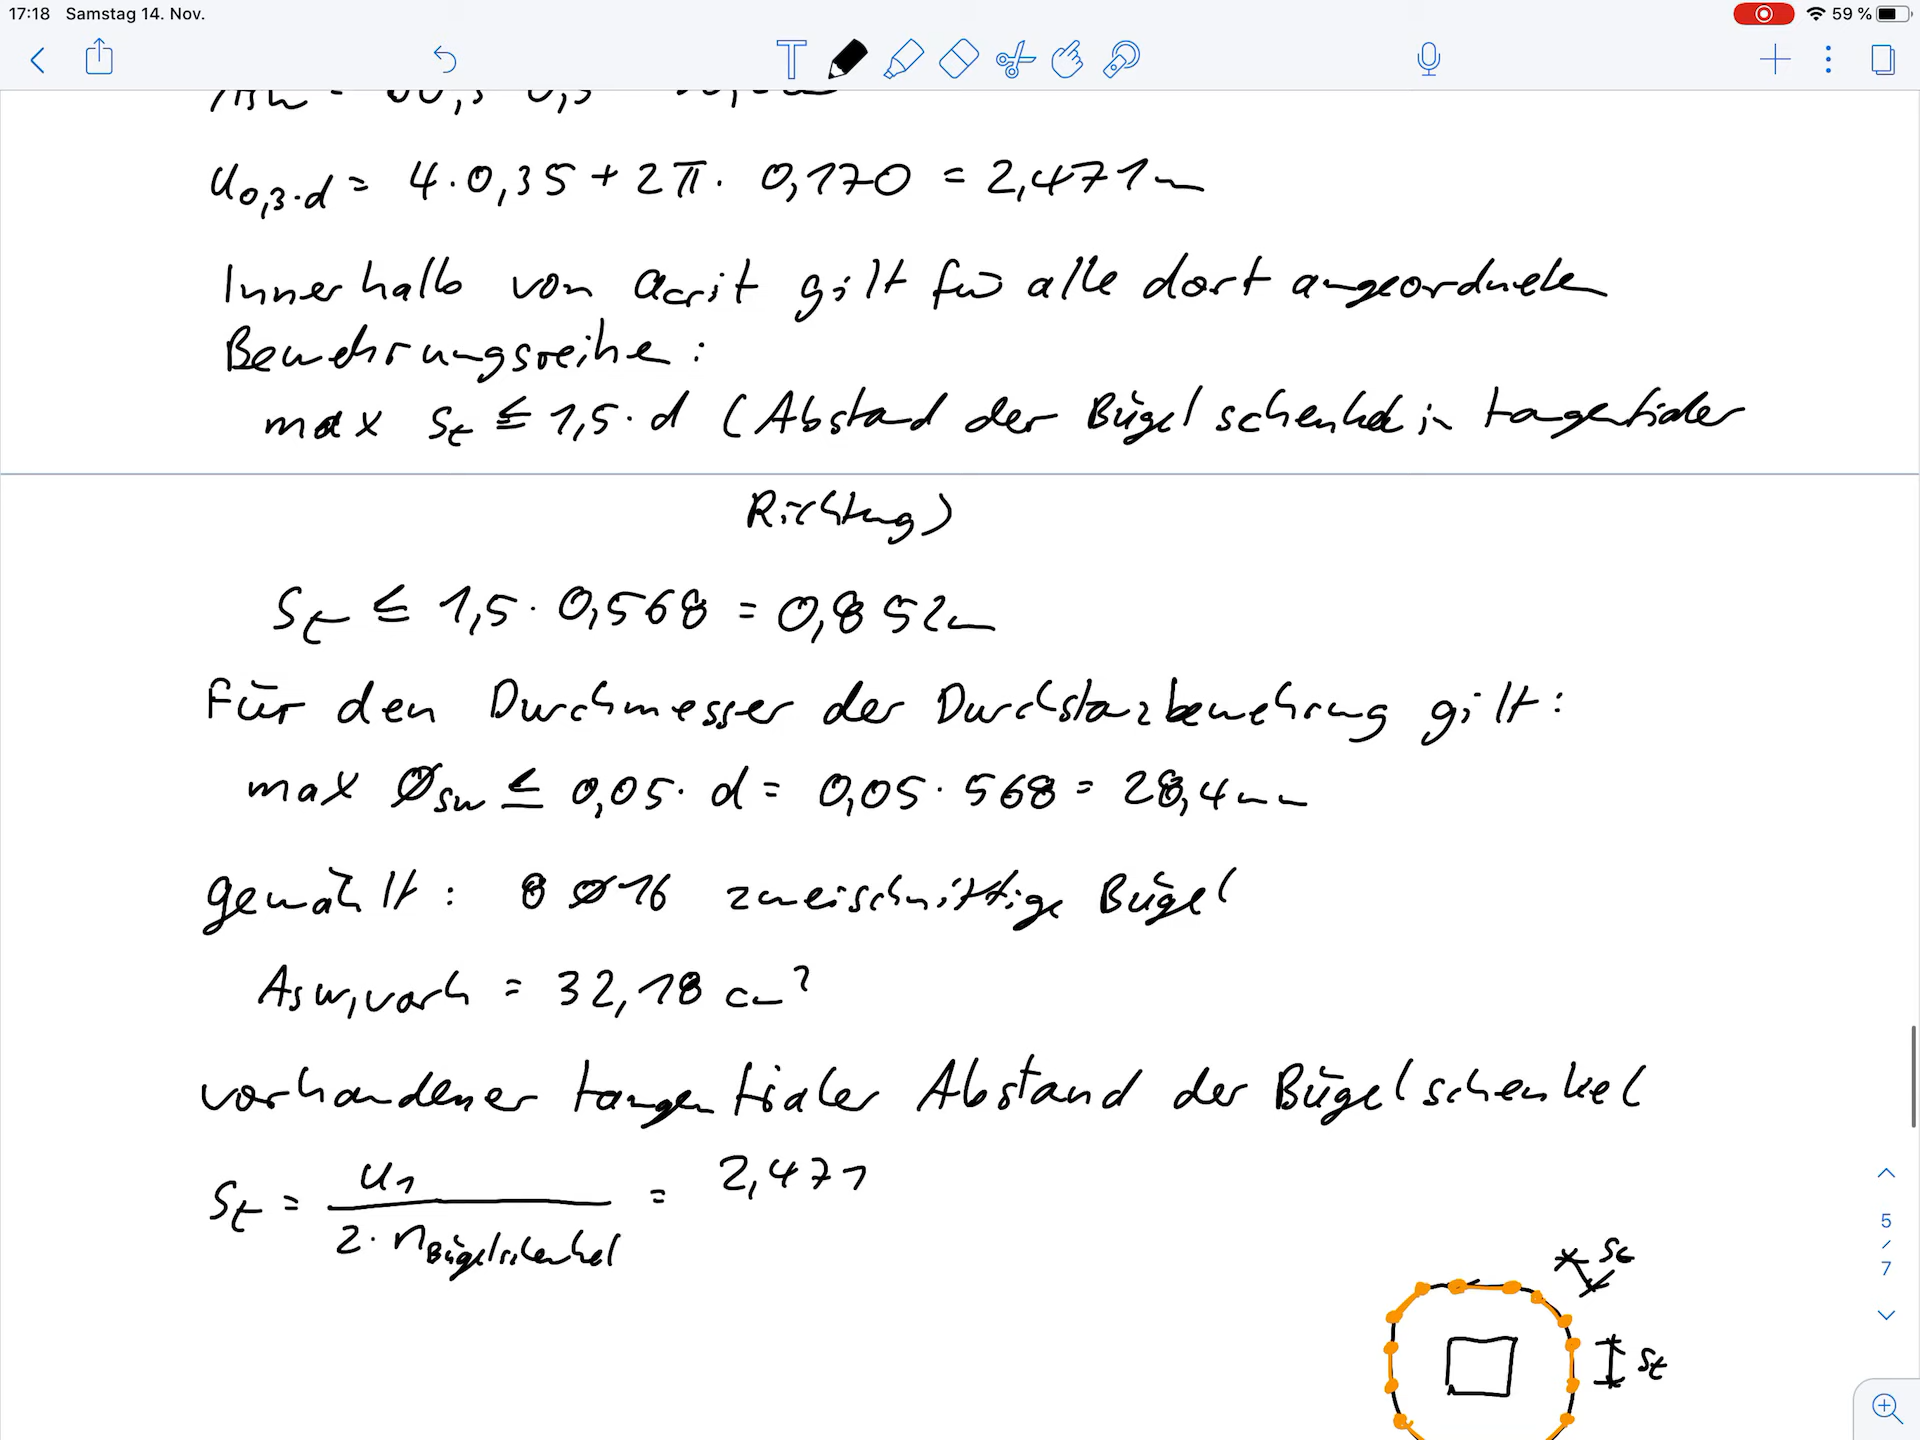 17:18 Samstag 14. Nov.
59 %
u0,3·d = 4·0,35 + 2π· 0,170 = 2,471m
Innerhalb von acrit gilt für alle dort angeordneten
Bewehrungsreihe:
max St ≤ 1,5·d (Abstand der Bügelschenkel in tangentialer
Richtung)
St ≤ 1,5· 0,568 = 0,852m
Für den Durchmesser der Durchstanzbewehrung gilt:
max Øsw ≤ 0,05· d = 0,05·568 = 28,4mm
gewählt: 8 Ø16 zweischnittige Bügel
Asw,vorh = 32,18 cm²
vorhandener tangentialer Abstand der Bügelschenkel
St = u1 / 2·nBügelschenkel = 2,471
St
St
5
/
7